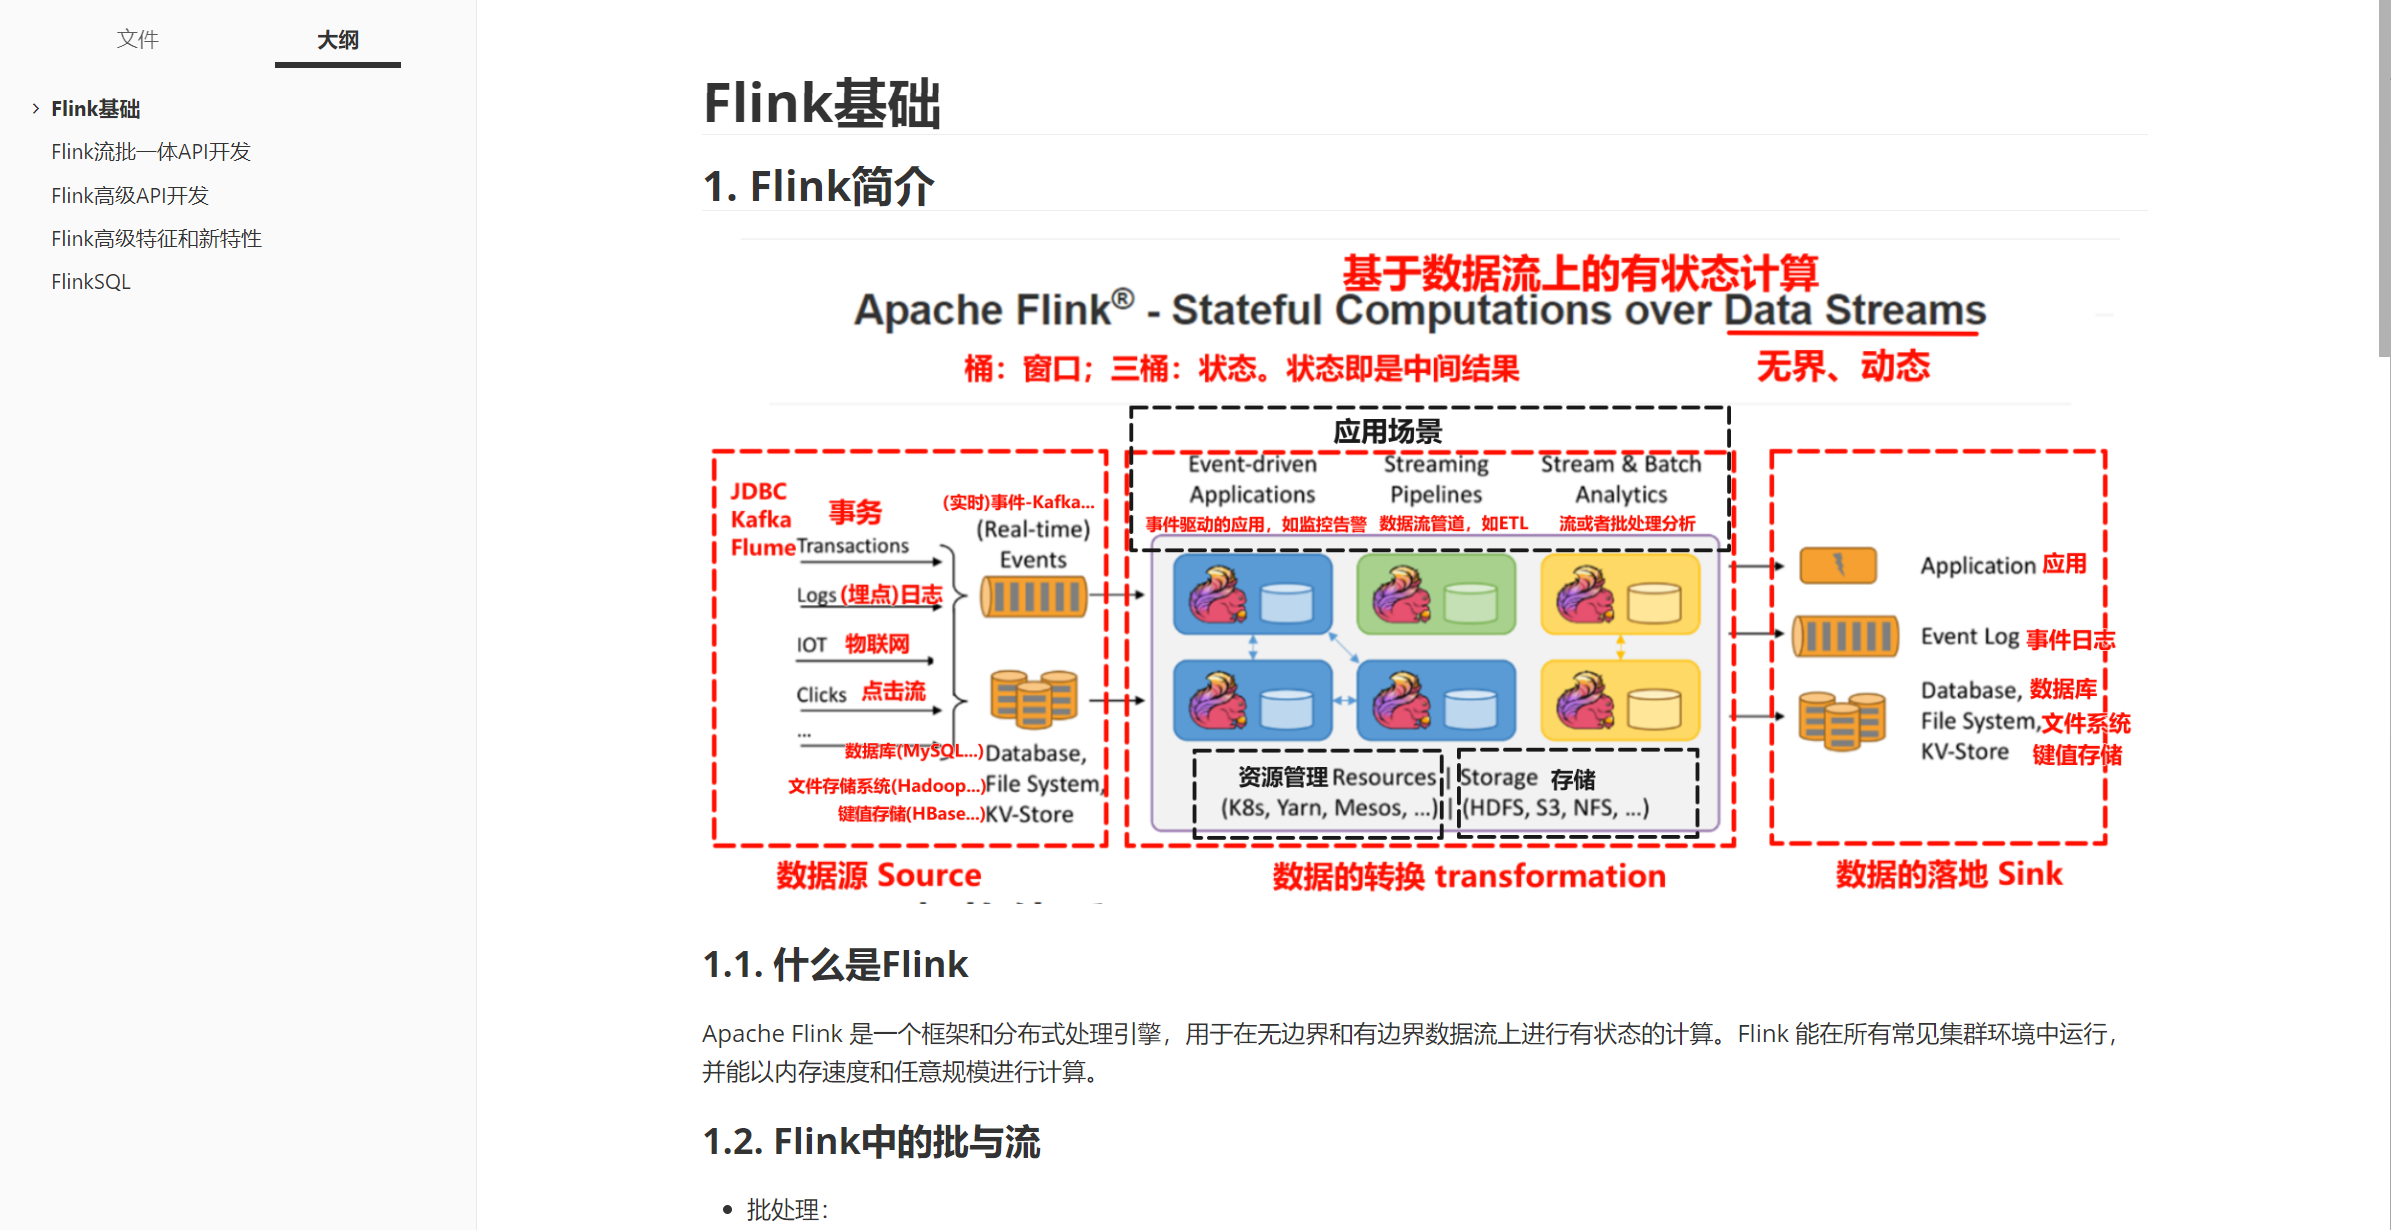 文件
大纲
Flink基础
Flink流批一体API开发
Flink高级API开发
Flink高级特征和新特性
FlinkSQL
Flink基础
1. Flink简介
基于数据流上的有状态计算
Apache Flink® - Stateful Computations over Data Streams
桶：窗口；三桶：状态。状态即是中间结果
无界、动态
应用场景
JDBC
Kafka
Flume
事务
Transactions
Logs (埋点)日志
IOT 物联网
Clicks 点击流
...
(实时)事件-Kafka...
(Real-time)
Events
数据库(MySQL...)Database,
文件存储系统(Hadoop...)File System,
键值存储(HBase...)KV-Store
数据源 Source
Event-driven
Applications
事件驱动的应用，如监控告警
Streaming
Pipelines
数据流管道，如ETL
Stream & Batch
Analytics
流或者批处理分析
资源管理 Resources | Storage 存储
(K8s, Yarn, Mesos, ...) | (HDFS, S3, NFS, ...)
数据的转换 transformation
Application 应用
Event Log 事件日志
Database, 数据库
File System,文件系统
KV-Store 键值存储
数据的落地 Sink
1.1. 什么是Flink
Apache Flink 是一个框架和分布式处理引擎，用于在无边界和有边界数据流上进行有状态的计算。Flink 能在所有常见集群环境中运行，
并能以内存速度和任意规模进行计算。
1.2. Flink中的批与流
• 批处理：